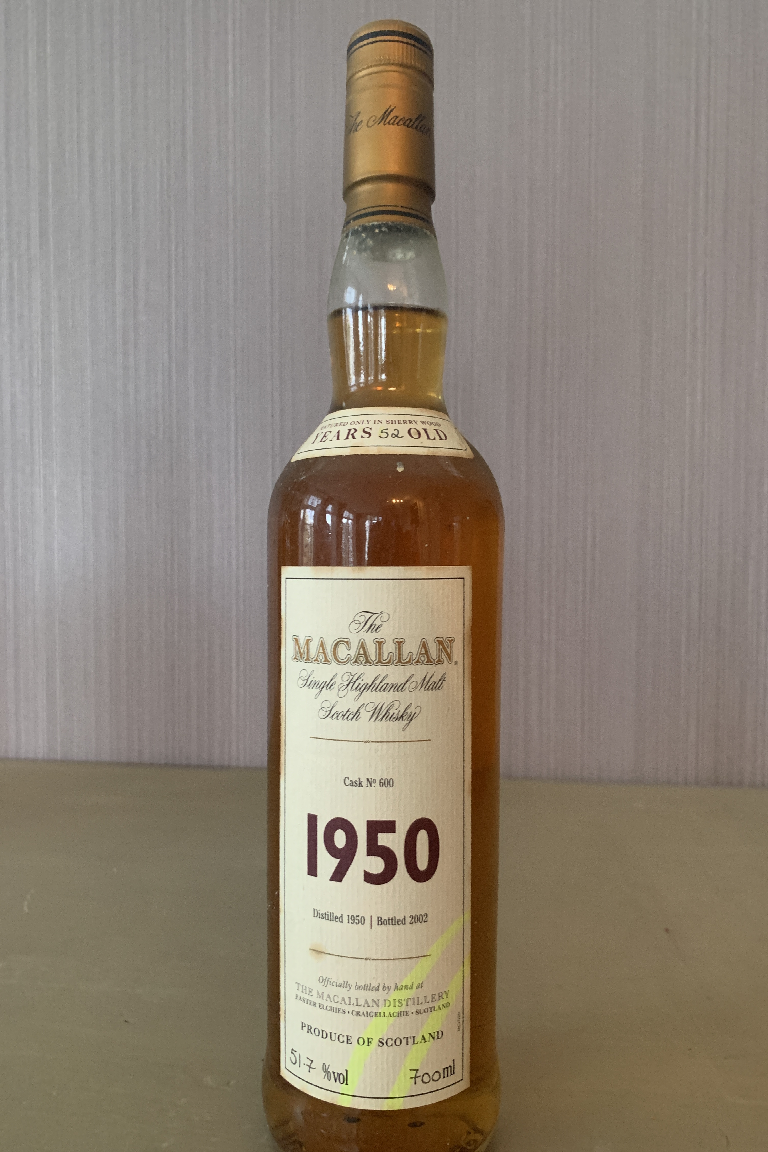 The Macallan
MATURED ONLY IN SHERRY WOOD
YEARS 52 OLD
The
MACALLAN.
Single Highland Malt
Scotch Whisky
Cask Nº 600
1950
Distilled 1950 | Bottled 2002
Officially bottled by hand at
THE MACALLAN DISTILLERY
EASTER ELCHIES • CRAIGELLACHIE • SCOTLAND
PRODUCE OF SCOTLAND
51.7 %vol 700ml